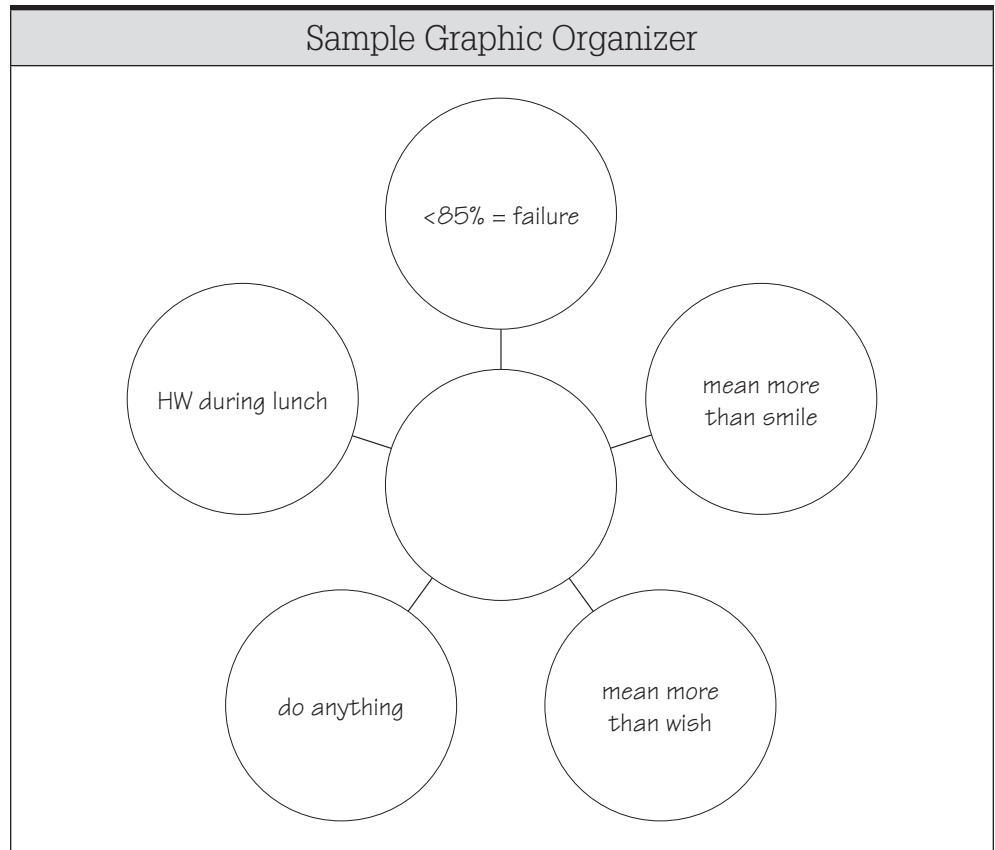 Sample Graphic Organizer
<85% = failure
HW during lunch
mean more
than smile
do anything
mean more
than wish